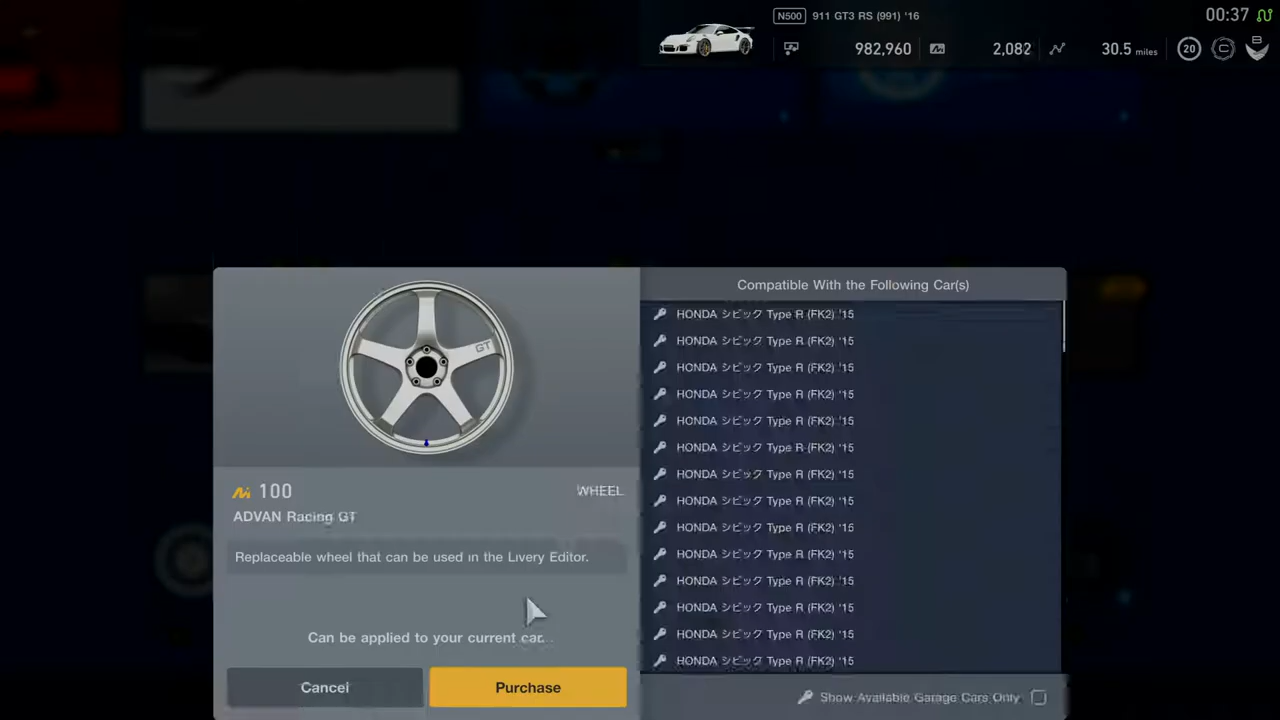 N500 911 GT3 RS (991) '16
00:37
982,960
2,082
30.5 miles
20
C
B
GT
100
WHEEL
ADVAN Racing GT
Replaceable wheel that can be used in the Livery Editor.
Can be applied to your current car.
Cancel
Purchase
Compatible With the Following Car(s)
HONDA シビック Type R (FK2) '15
HONDA シビック Type R (FK2) '15
HONDA シビック Type R (FK2) '15
HONDA シビック Type R (FK2) '15
HONDA シビック Type R (FK2) '15
HONDA シビック Type R (FK2) '15
HONDA シビック Type R (FK2) '15
HONDA シビック Type R (FK2) '15
HONDA シビック Type R (FK2) '15
HONDA シビック Type R (FK2) '15
HONDA シビック Type R (FK2) '15
HONDA シビック Type R (FK2) '15
HONDA シビック Type R (FK2) '15
HONDA シビック Type R (FK2) '15
Show Available Garage Cars Only